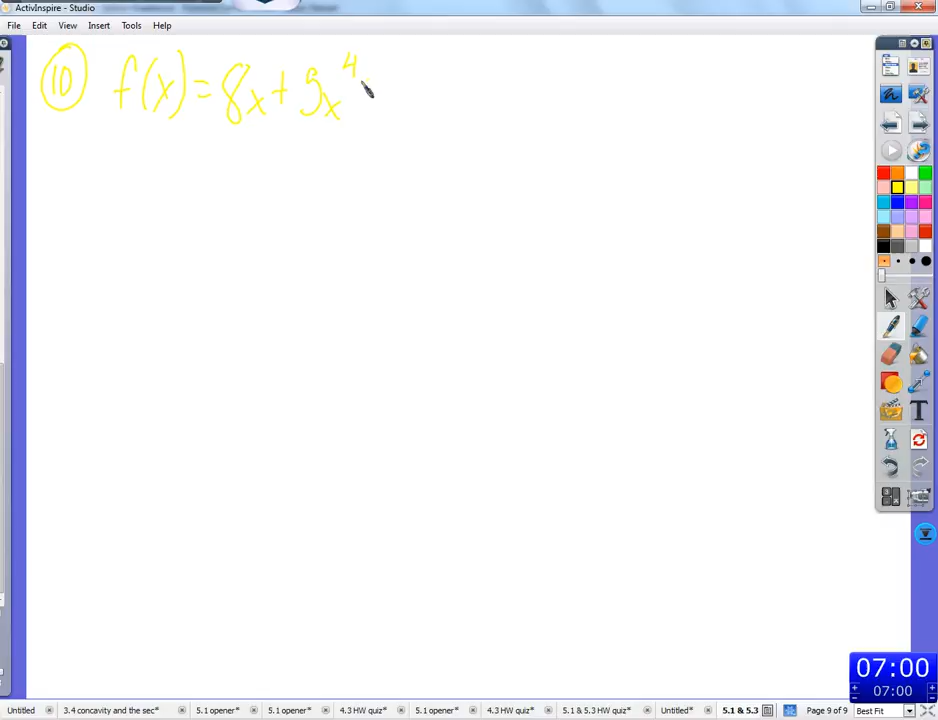 ActivInspire - Studio
File Edit View Insert Tools Help
10 f(x) = 8x + 9x⁴
07:00
07:00
Untitled 3.4 concavity and the sec* 5.1 opener* 5.1 opener* 4.3 HW quiz* 5.1 opener* 4.3 HW quiz* 5.1 & 5.3 HW quiz* Untitled* 5.1 & 5.3 Page 9 of 9 Best Fit